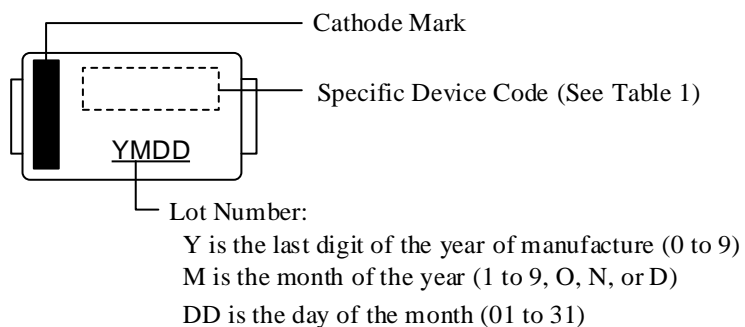 Cathode Mark
Specific Device Code (See Table 1)
YMDD
Lot Number:
Y is the last digit of the year of manufacture (0 to 9)
M is the month of the year (1 to 9, O, N, or D)
DD is the day of the month (01 to 31)